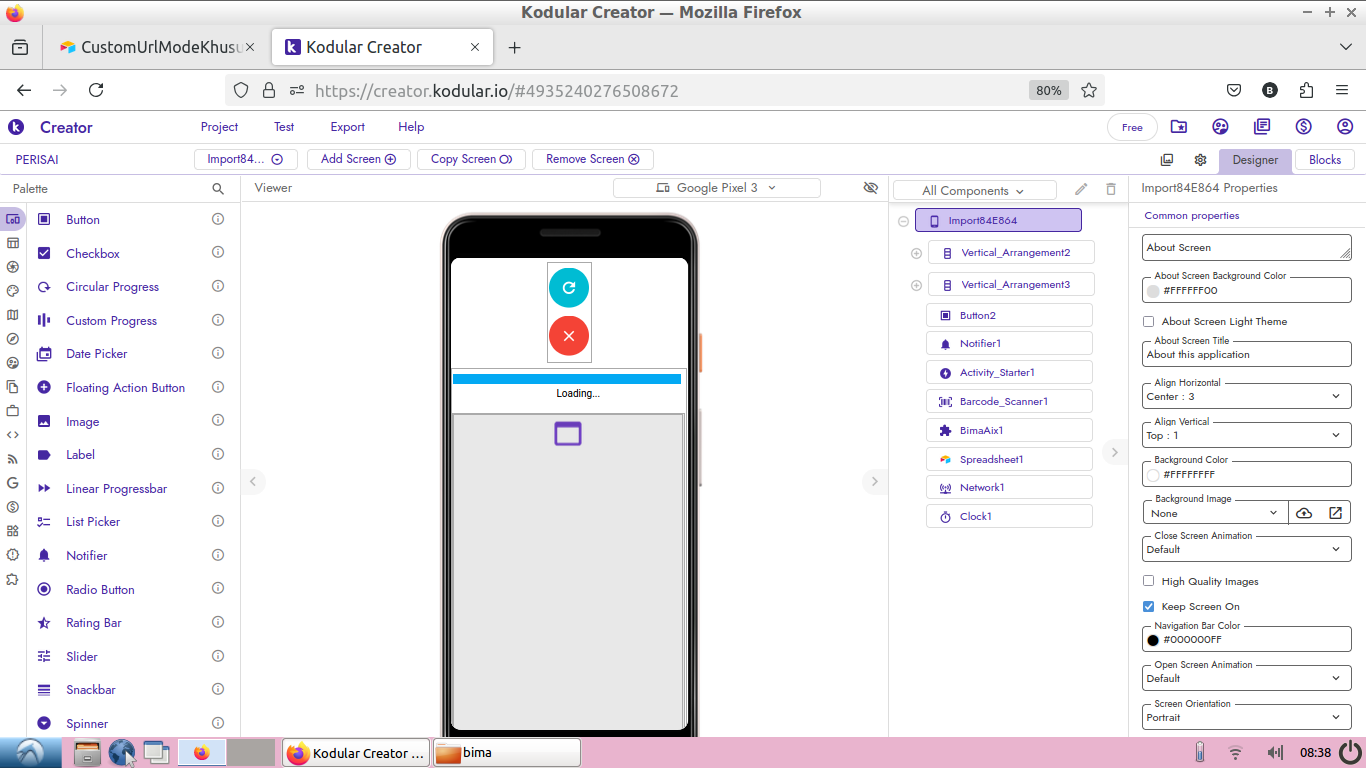 Kodular Creator — Mozilla Firefox
CustomUrlModeKhusu
Kodular Creator
https://creator.kodular.io/#4935240276508672
80%
B
Creator
Project
Test
Export
Help
Free
PERISAI
Import84...
Add Screen
Copy Screen
Remove Screen
Designer
Blocks
Palette
Button
Checkbox
Circular Progress
Custom Progress
Date Picker
Floating Action Button
Image
Label
Linear Progressbar
List Picker
Notifier
Radio Button
Rating Bar
Slider
Snackbar
Spinner
Viewer
Google Pixel 3
Loading...
All Components
Import84E864
Vertical_Arrangement2
Vertical_Arrangement3
Button2
Notifier1
Activity_Starter1
Barcode_Scanner1
BimaAix1
Spreadsheet1
Network1
Clock1
Import84E864 Properties
Common properties
About Screen
About Screen Background Color
#FFFFFF00
About Screen Light Theme
About Screen Title
About this application
Align Horizontal
Center : 3
Align Vertical
Top : 1
Background Color
#FFFFFFFF
Background Image
None
Close Screen Animation
Default
High Quality Images
Keep Screen On
Navigation Bar Color
#000000FF
Open Screen Animation
Default
Screen Orientation
Portrait
Kodular Creator ...
bima
08:38